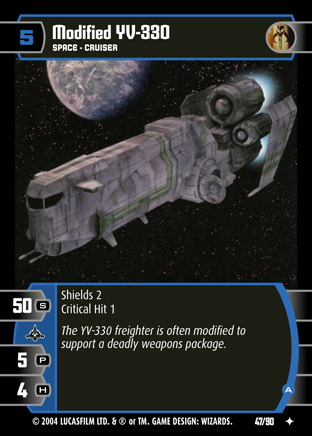 5
Modified YV-330
SPACE - CRUISER
50 S
Shields 2
Critical Hit 1
The YV-330 freighter is often modified to
support a deadly weapons package.
5 P
4 H
A
© 2004 LUCASFILM LTD. & ® or TM. GAME DESIGN: WIZARDS.
47/90